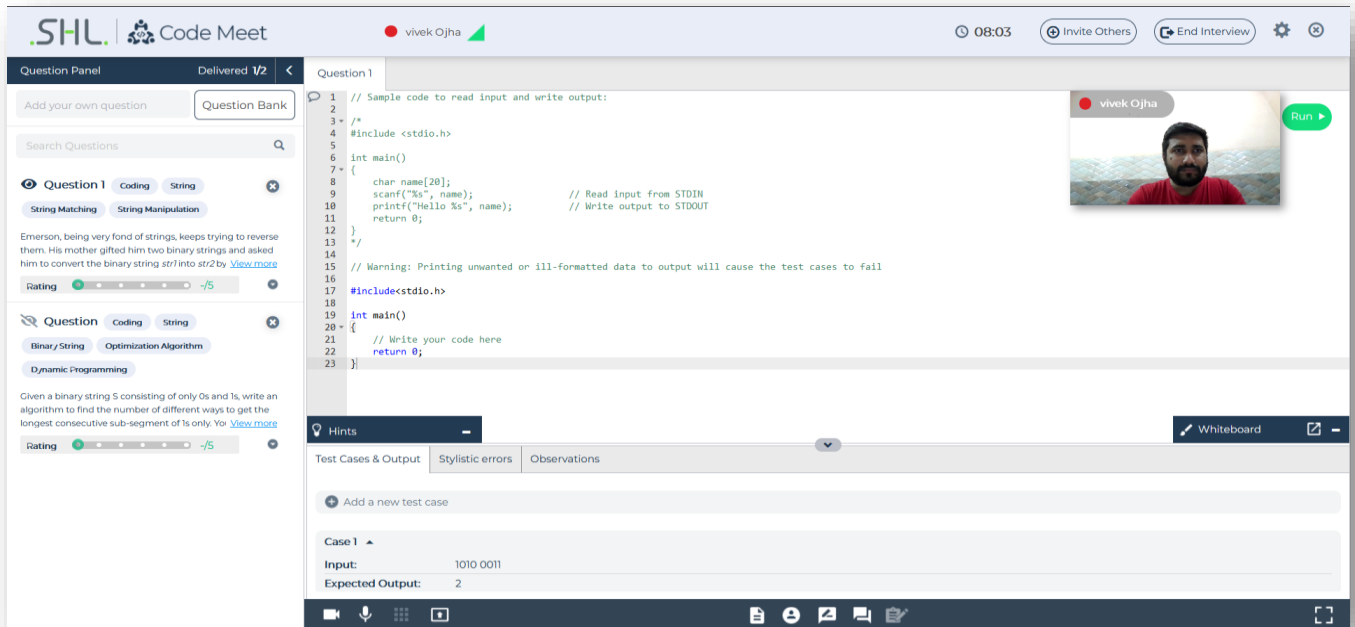 .SHL. Code Meet
vivek Ojha
08:03
Invite Others
End Interview
Question Panel
Delivered 1/2
Add your own question
Question Bank
Search Questions
Question 1 Coding String
String Matching String Manipulation
Emerson, being very fond of strings, keeps trying to reverse
them. His mother gifted him two binary strings and asked
him to convert the binary string str1 into str2 by View more
Rating -/5
Question Coding String
Binary String Optimization Algorithm
Dynamic Programming
Given a binary string S consisting of only 0s and 1s, write an
algorithm to find the number of different ways to get the
longest consecutive sub-segment of 1s only. You View more
Rating -/5
Question 1
1 // Sample code to read input and write output:
2
3 /*
4 #include <stdio.h>
5
6 int main()
7 {
8 char name[20];
9 scanf("%s", name); // Read input from STDIN
10 printf("Hello %s", name); // Write output to STDOUT
11 return 0;
12 }
13 */
14
15 // Warning: Printing unwanted or ill-formatted data to output will cause the test cases to fail
16
17 #include<stdio.h>
18
19 int main()
20 {
21 // Write your code here
22 return 0;
23 }
vivek Ojha
Run
Hints
Whiteboard
Test Cases & Output Stylistic errors Observations
Add a new test case
Case 1
Input: 1010 0011
Expected Output: 2